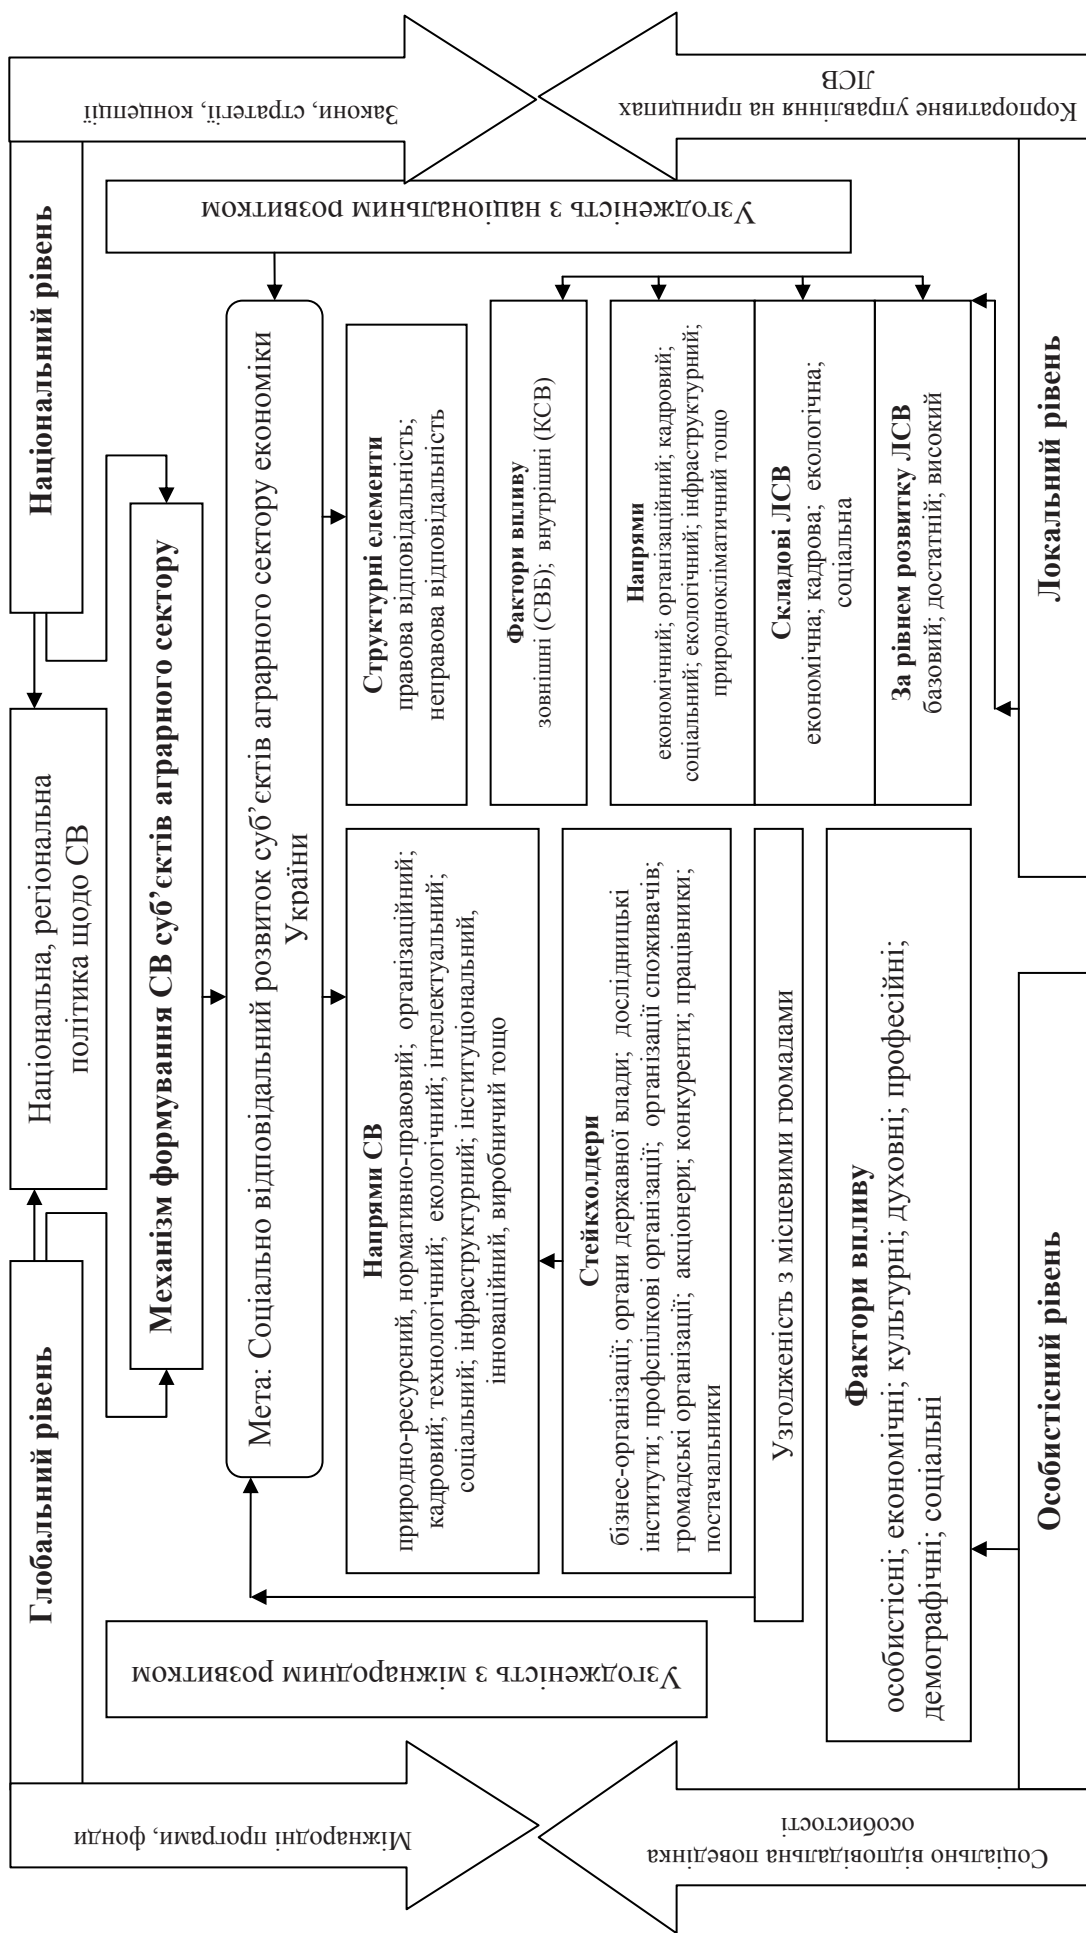 Глобальний рівень
Національна, регіональна
політика щодо СВ
Національний рівень
Механізм формування СВ суб’єктів аграрного сектору
Мета: Соціально відповідальний розвиток суб’єктів аграрного сектору економіки
України
Міжнародні програми, фонди
Узгодженість з міжнародним розвитком
Напрями СВ
природно-ресурсний, нормативно-правовий; організаційний;
кадровий; технологічний; екологічний; інтелектуальний;
соціальний; інфраструктурний; інституціональний,
інноваційний, виробничий тощо
Структурні елементи
правова відповідальність;
неправова відповідальність
Узгодженість з національним розвитком
Закони, стратегії, концепції
Стейкхолдери
бізнес-організації; органи державної влади; дослідницькі
інститути; профспілкові організації; організації споживачів;
громадські організації; акціонери; конкуренти; працівники;
постачальники
Фактори впливу
зовнішні (СВБ); внутрішні (КСВ)
Напрями
економічний; організаційний; кадровий;
соціальний; екологічний; інфраструктурний;
природнокліматичний тощо
Узгодженість з місцевими громадами
Складові ЛСВ
економічна; кадрова; екологічна;
соціальна
Фактори впливу
особистісні; економічні; культурні; духовні; професійні;
демографічні; соціальні
За рівнем розвитку ЛСВ
базовий; достатній; високий
Соціально відповідальна поведінка
особистості
Особистісний рівень
Локальний рівень
Корпоративне управління на принципах
ЛСВ